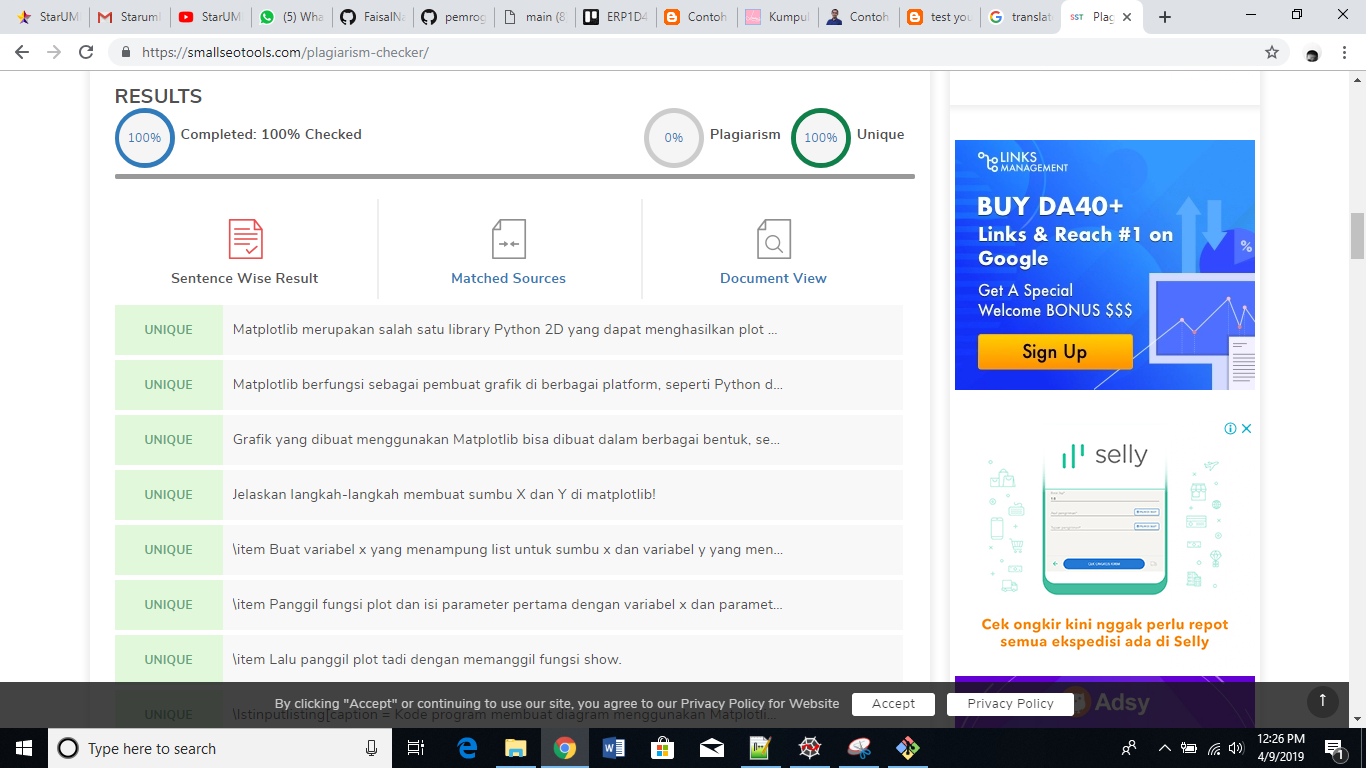 StarUM
Starum
StarUM
(5) Wha
FaisalNa
pemrog
main (8
ERP1D4
Contoh
Kumpul
Contoh
test you
translat
SST Plag
https://smallseotools.com/plagiarism-checker/
RESULTS
100% Completed: 100% Checked
0% Plagiarism
100% Unique
Sentence Wise Result
Matched Sources
Document View
UNIQUE Matplotlib merupakan salah satu library Python 2D yang dapat menghasilkan plot ...
UNIQUE Matplotlib berfungsi sebagai pembuat grafik di berbagai platform, seperti Python d...
UNIQUE Grafik yang dibuat menggunakan Matplotlib bisa dibuat dalam berbagai bentuk, se...
UNIQUE Jelaskan langkah-langkah membuat sumbu X dan Y di matplotlib!
UNIQUE \item Buat variabel x yang menampung list untuk sumbu x dan variabel y yang men...
UNIQUE \item Panggil fungsi plot dan isi parameter pertama dengan variabel x dan paramet...
UNIQUE \item Lalu panggil plot tadi dengan memanggil fungsi show.
UNIQUE \lstinputlisting[caption = Kode program membuat diagram menggunakan Matplotli...
LINKS
MANAGEMENT
BUY DA40+
Links & Reach #1 on
Google
Get A Special
Welcome BONUS $$$
Sign Up
%
selly
Cek ongkir kini nggak perlu repot
semua ekspedisi ada di Selly
Adsy
By clicking "Accept" or continuing to use our site, you agree to our Privacy Policy for Website
Accept
Privacy Policy
Type here to search
12:26 PM
4/9/2019
1